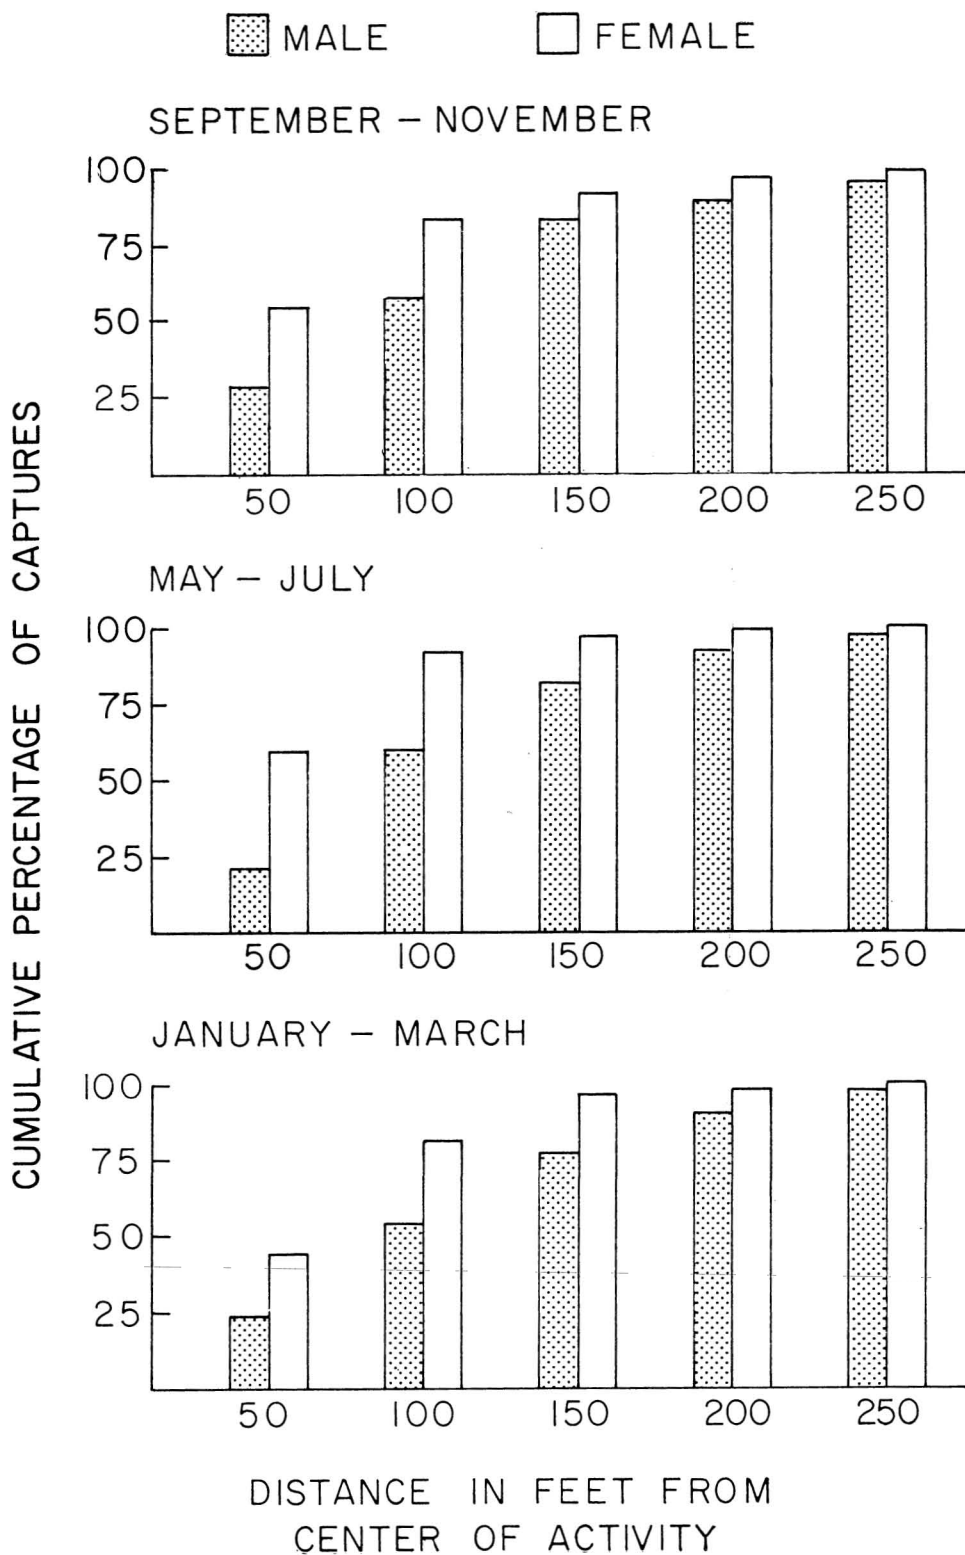 MALE FEMALE
SEPTEMBER – NOVEMBER
100
75
50
25
50 100 150 200 250
MAY – JULY
100
75
50
25
50 100 150 200 250
JANUARY – MARCH
100
75
50
25
50 100 150 200 250
CUMULATIVE PERCENTAGE OF CAPTURES
DISTANCE IN FEET FROM
CENTER OF ACTIVITY